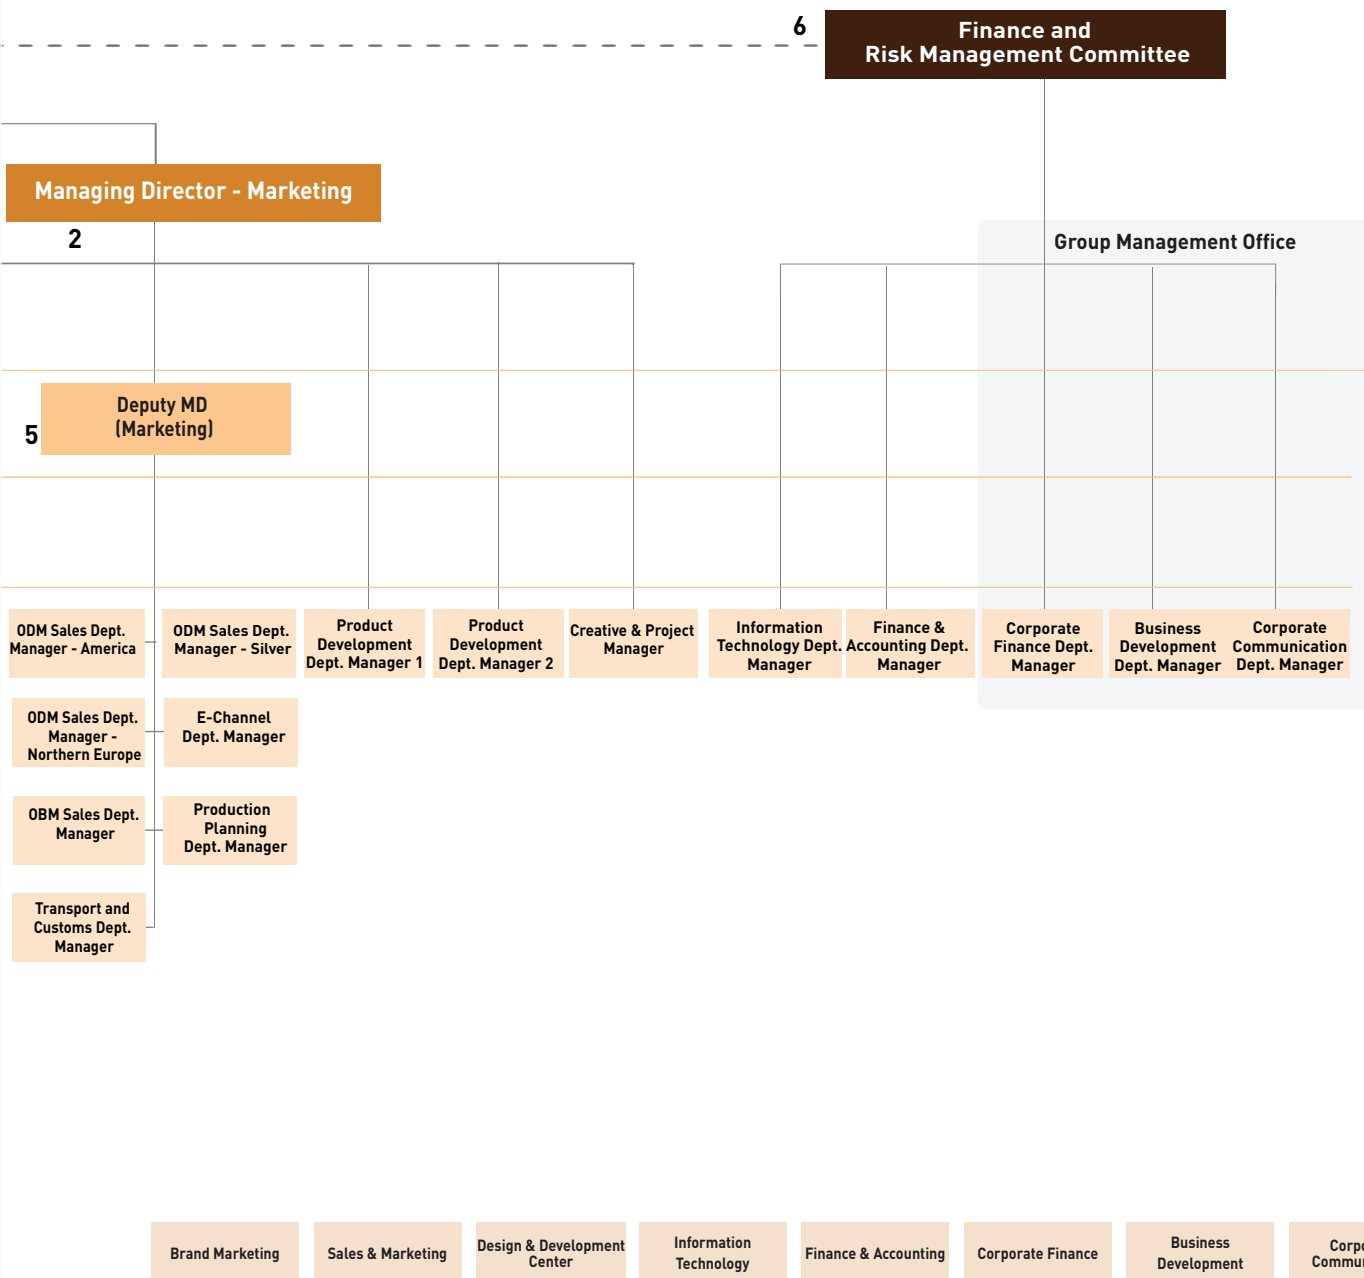 6
Finance and
Risk Management Committee
Managing Director - Marketing
2
Group Management Office
Deputy MD
(Marketing)
5
ODM Sales Dept.
Manager - America
ODM Sales Dept.
Manager - Silver
Product
Development
Dept. Manager 1
Product
Development
Dept. Manager 2
Creative & Project
Manager
Information
Technology Dept.
Manager
Finance &
Accounting Dept.
Manager
Corporate
Finance Dept.
Manager
Business
Development
Dept. Manager
Corporate
Communication
Dept. Manager
ODM Sales Dept.
Manager -
Northern Europe
E-Channel
Dept. Manager
OBM Sales Dept.
Manager
Production
Planning
Dept. Manager
Transport and
Customs Dept.
Manager
Brand Marketing
Sales & Marketing
Design & Development
Center
Information
Technology
Finance & Accounting
Corporate Finance
Business
Development